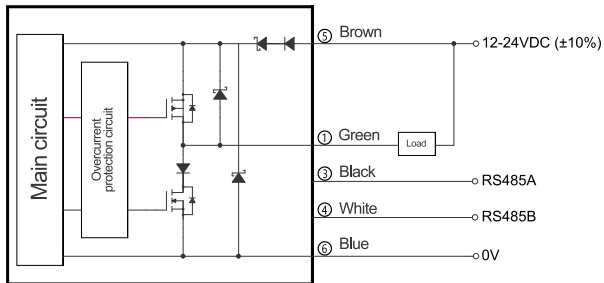 Main circuit
Overcurrent
protection circuit
⑤ Brown
12-24VDC (±10%)
① Green
Load
③ Black
RS485A
④ White
RS485B
⑥ Blue
0V